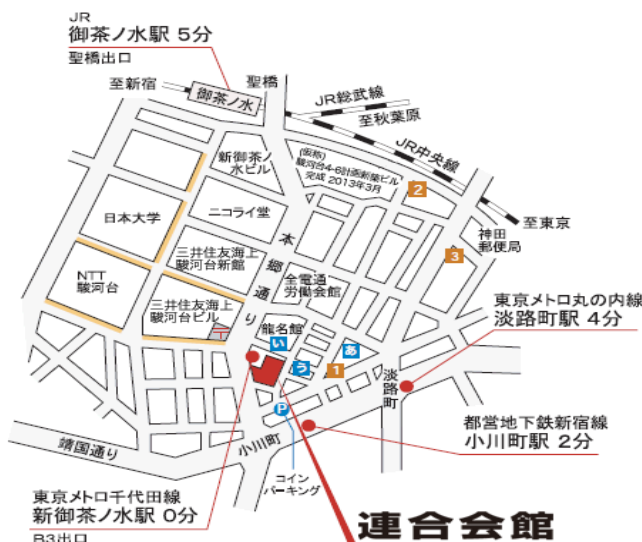 JR
御茶ノ水駅 5分
聖橋出口
至新宿
聖橋
御茶ノ水
JR総武線
至秋葉原
JR中央線
新御茶ノ
水ビル
(仮称)
駿河台4-6計画新築ビル
完成 2013年3月
2
至東京
日本大学
ニコライ堂
本郷通り
神田
郵便局
3
三井住友海上
駿河台新館
NTT
駿河台
全電通
労働会館
三井住友海上
駿河台ビル
龍名館
い
あ
う
1
東京メトロ丸の内線
淡路町駅 4分
淡路町
P
都営地下鉄新宿線
小川町駅 2分
靖国通り
小川町
コイン
パーキング
東京メトロ千代田線
新御茶ノ水駅 0分
B3出口
連合会館